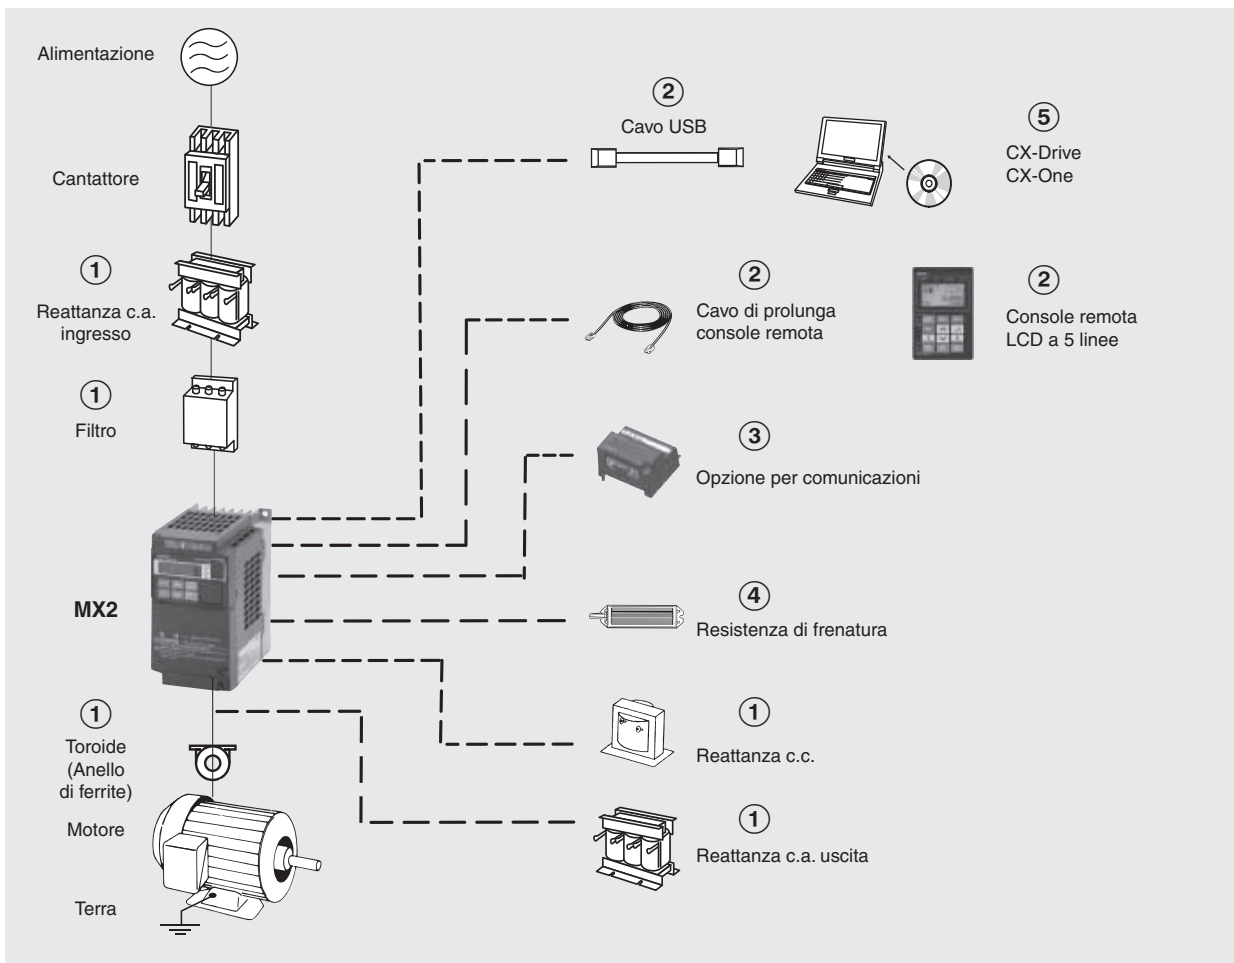 Alimentazione
Cantattore
1
Reattanza c.a.
ingresso
1
Filtro
MX2
1
Toroide
(Anello
di ferrite)
Motore
Terra
2
Cavo USB
5
CX-Drive
CX-One
2
Cavo di prolunga
console remota
2
Console remota
LCD a 5 linee
3
Opzione per comunicazioni
4
Resistenza di frenatura
1
Reattanza c.c.
1
Reattanza c.a. uscita